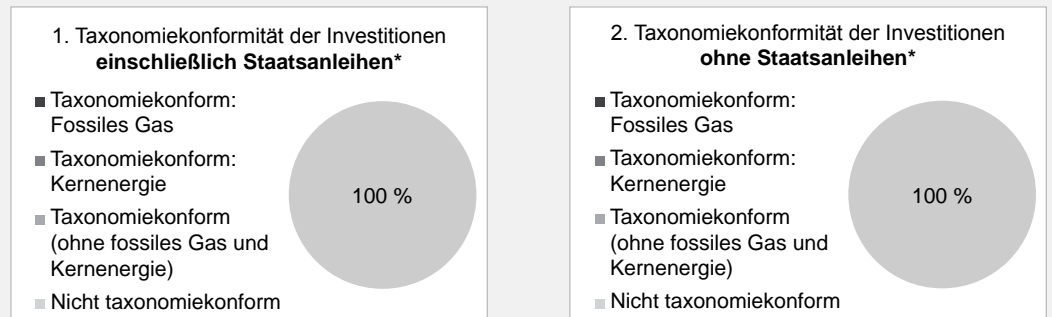 1. Taxonomiekonformität der Investitionen
einschließlich Staatsanleihen*
Taxonomiekonform:
Fossiles Gas
Taxonomiekonform:
Kernenergie
Taxonomiekonform
(ohne fossiles Gas und
Kernenergie)
Nicht taxonomiekonform
100 %
2. Taxonomiekonformität der Investitionen
ohne Staatsanleihen*
Taxonomiekonform:
Fossiles Gas
Taxonomiekonform:
Kernenergie
Taxonomiekonform
(ohne fossiles Gas und
Kernenergie)
Nicht taxonomiekonform
100 %